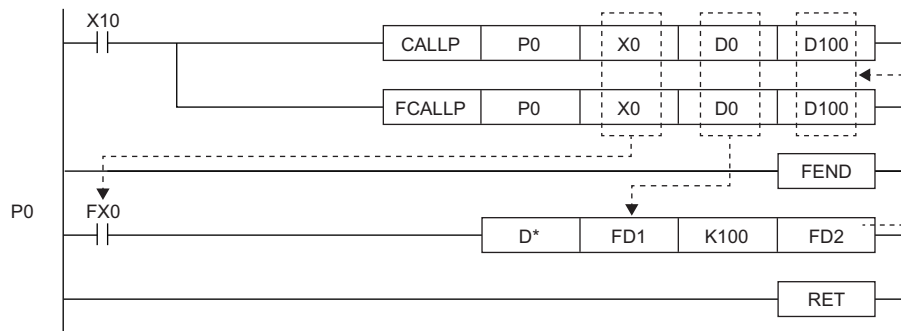 X10
CALLP P0 X0 D0 D100
FCALLP P0 X0 D0 D100
FEND
P0 FX0
D* FD1 K100 FD2
RET